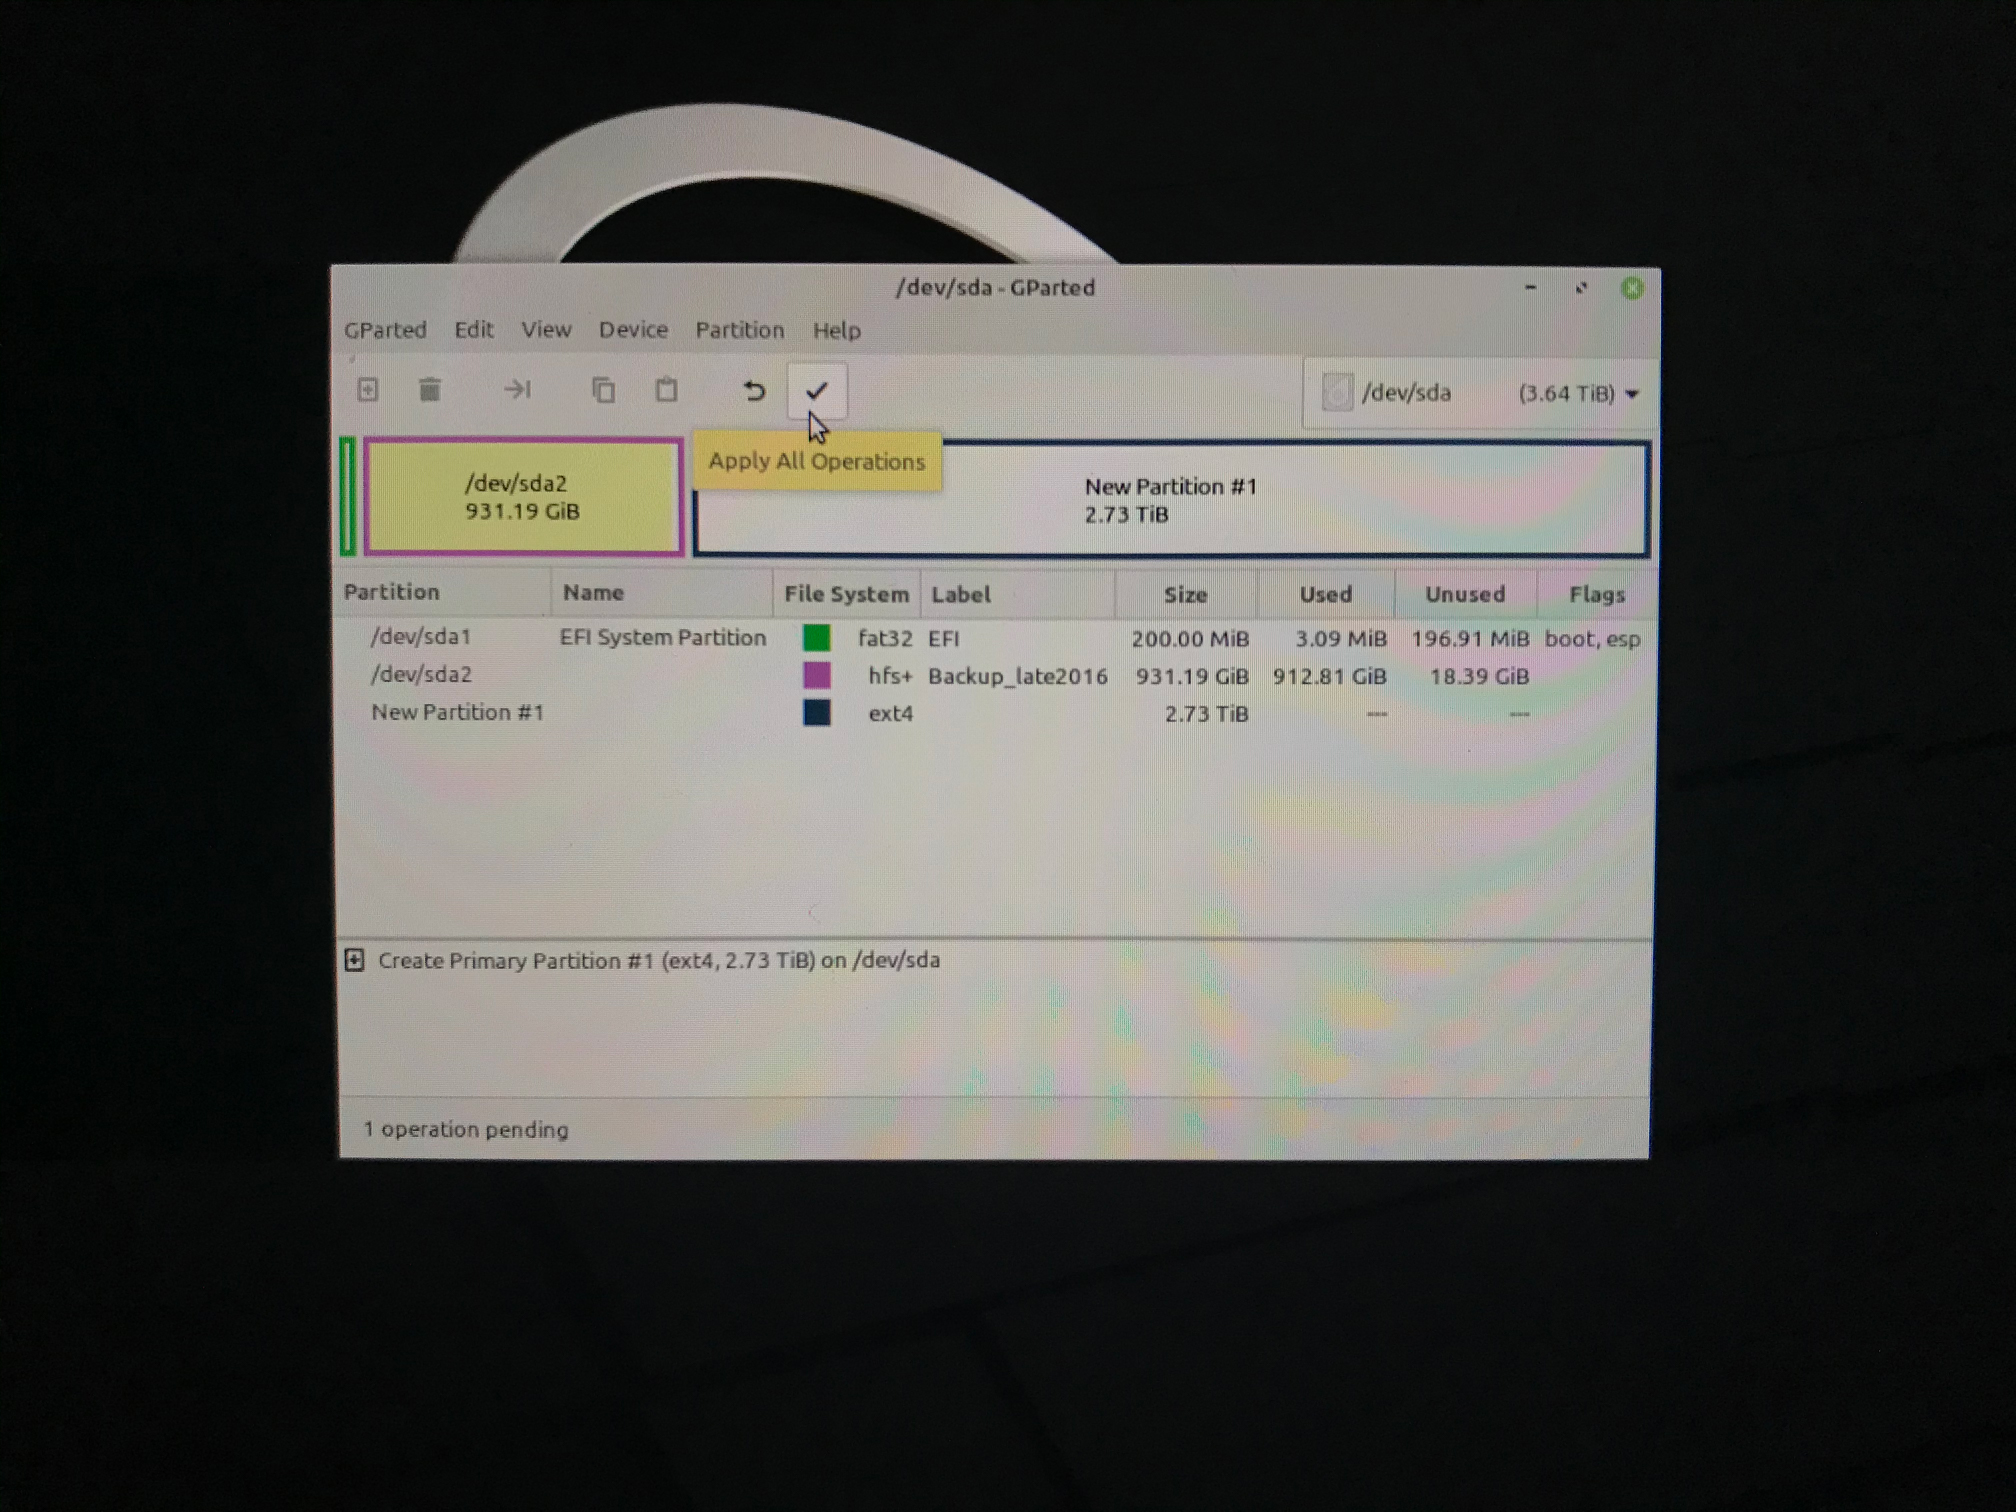 /dev/sda - GParted
GParted Edit View Device Partition Help
/dev/sda (3.64 TiB)
Apply All Operations
/dev/sda2
931.19 GiB
New Partition #1
2.73 TiB
Partition Name File System Label Size Used Unused Flags
/dev/sda1 EFI System Partition fat32 EFI 200.00 MiB 3.09 MiB 196.91 MiB boot, esp
/dev/sda2 hfs+ Backup_late2016 931.19 GiB 912.81 GiB 18.39 GiB
New Partition #1 ext4 2.73 TiB --- ---
Create Primary Partition #1 (ext4, 2.73 TiB) on /dev/sda
1 operation pending